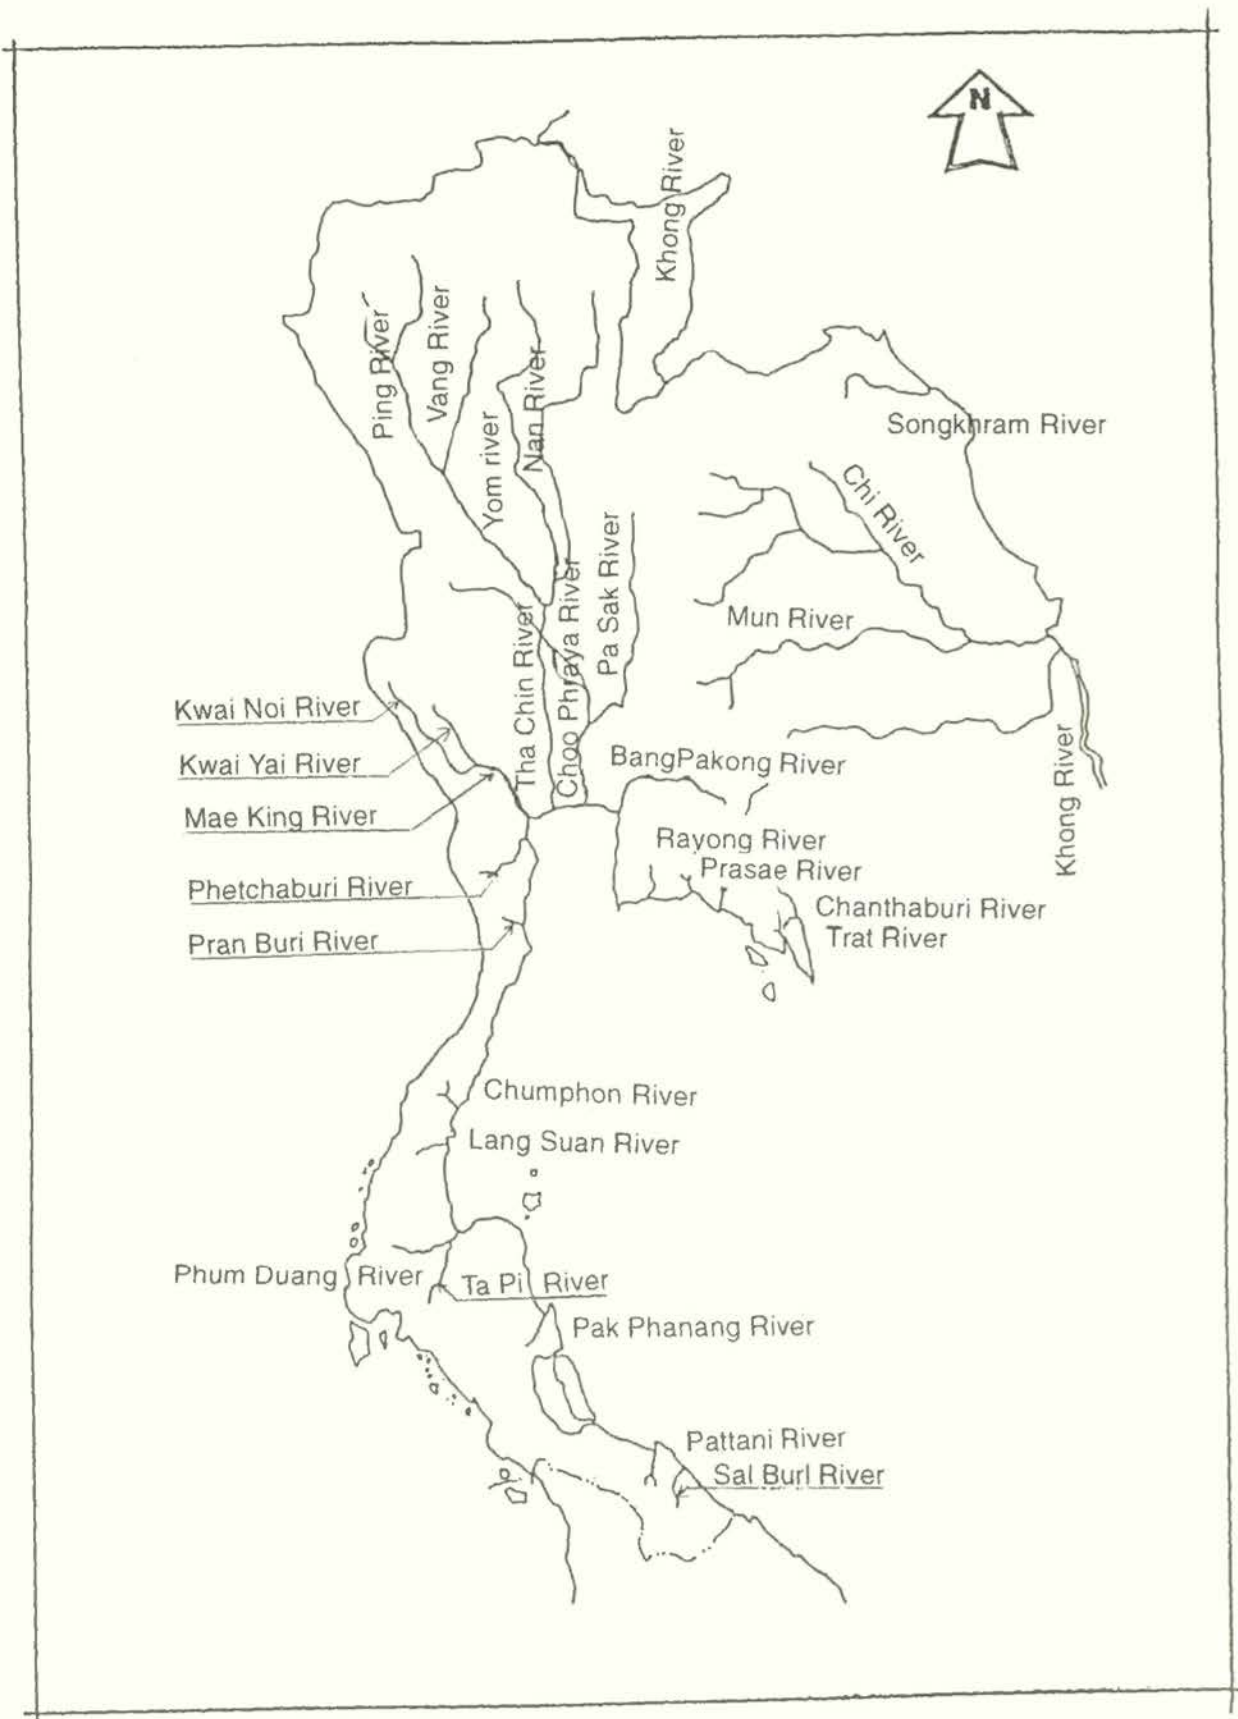 N
Khong River
Ping River
Vang River
Yom river
Nan River
Songkhram River
Chi River
Pa Sak River
Mun River
Tha Chin River
Choo Phraya River
Kwai Noi River
Kwai Yai River
BangPakong River
Khong River
Mae King River
Rayong River
Prasae River
Phetchaburi River
Chanthaburi River
Trat River
Pran Buri River
Chumphon River
Lang Suan River
Phum Duang River
Ta Pi River
Pak Phanang River
Pattani River
Sal Burl River